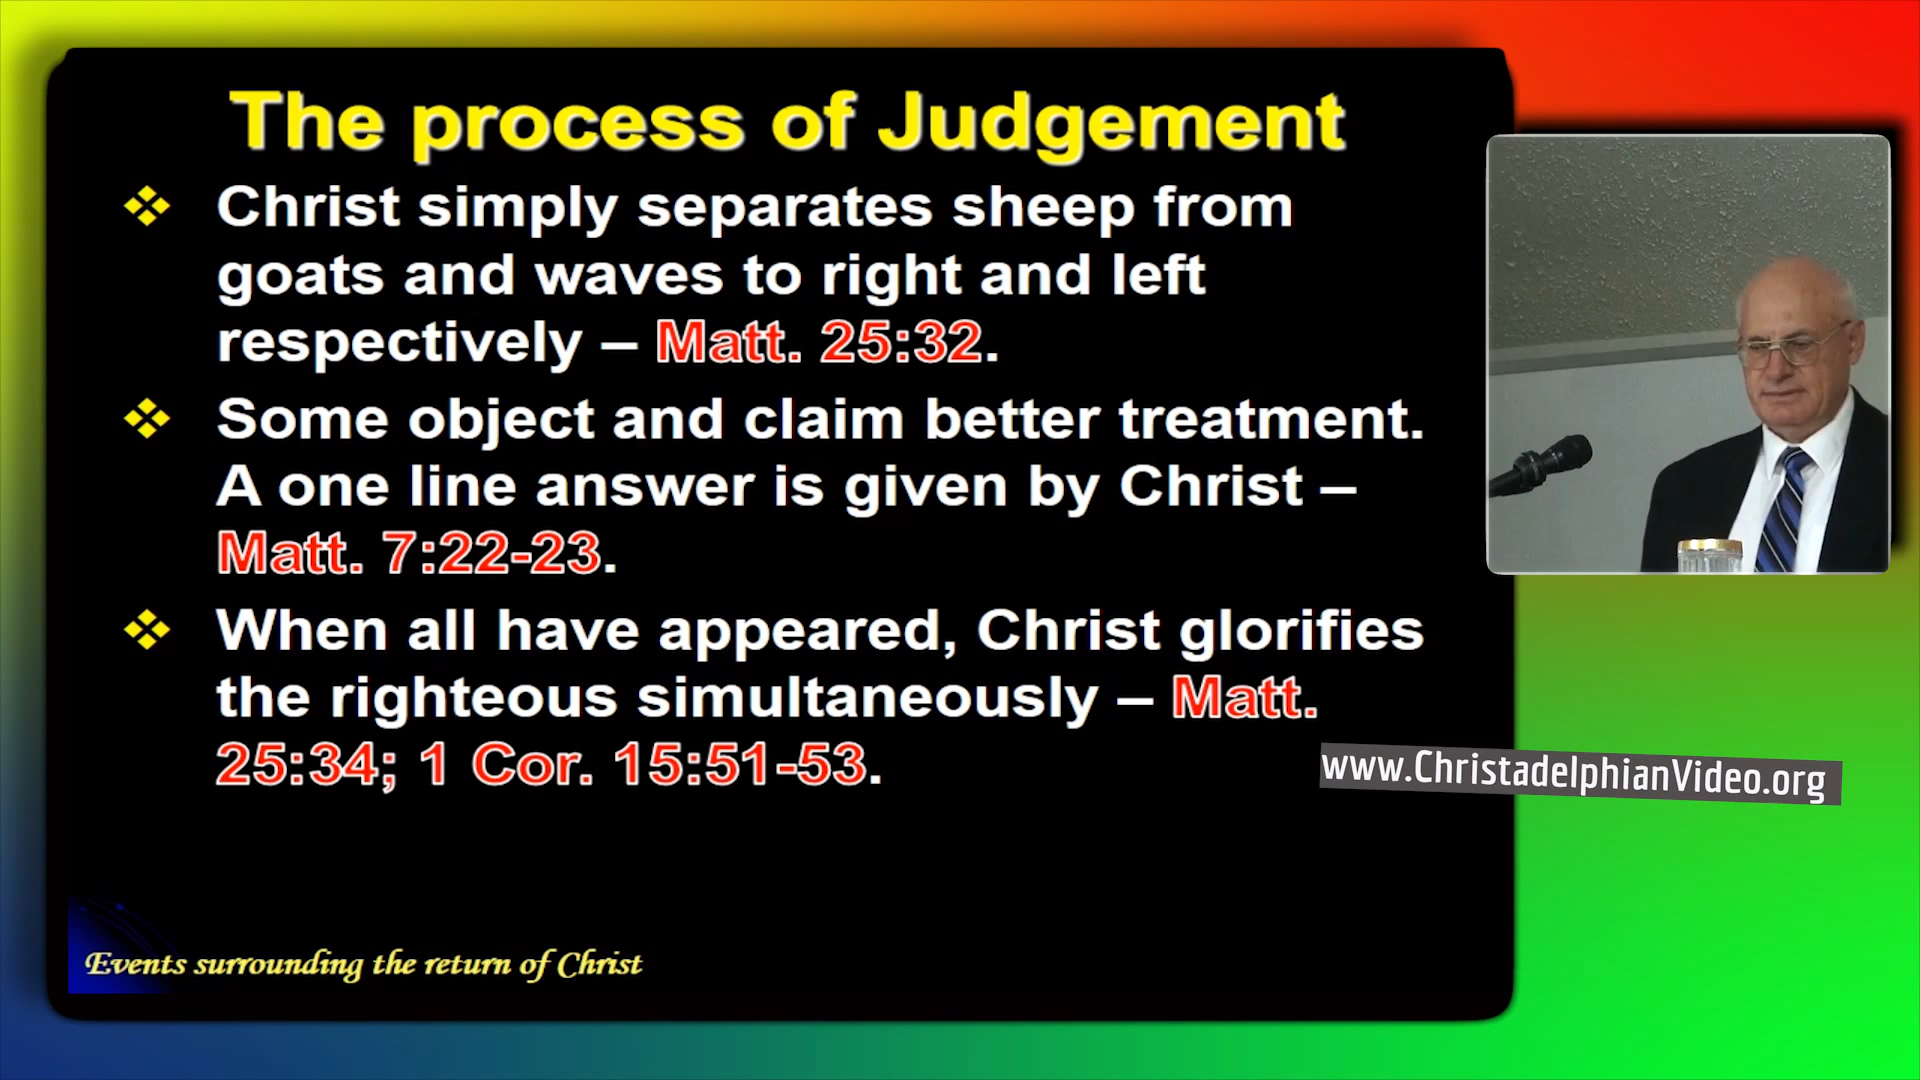 The process of Judgement
❖ Christ simply separates sheep from
goats and waves to right and left
respectively – Matt. 25:32.
❖ Some object and claim better treatment.
A one line answer is given by Christ –
Matt. 7:22-23.
❖ When all have appeared, Christ glorifies
the righteous simultaneously – Matt.
25:34; 1 Cor. 15:51-53.
www.ChristadelphianVideo.org
Events surrounding the return of Christ